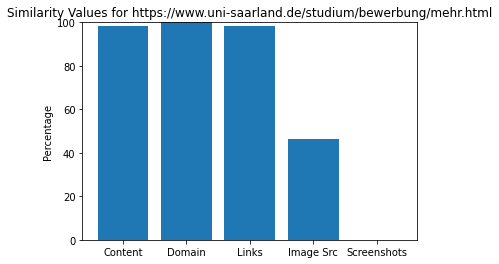 Similarity Values for https://www.uni-saarland.de/studium/bewerbung/mehr.html
100
80
60
40
20
0
Percentage
Content Domain Links Image Src Screenshots